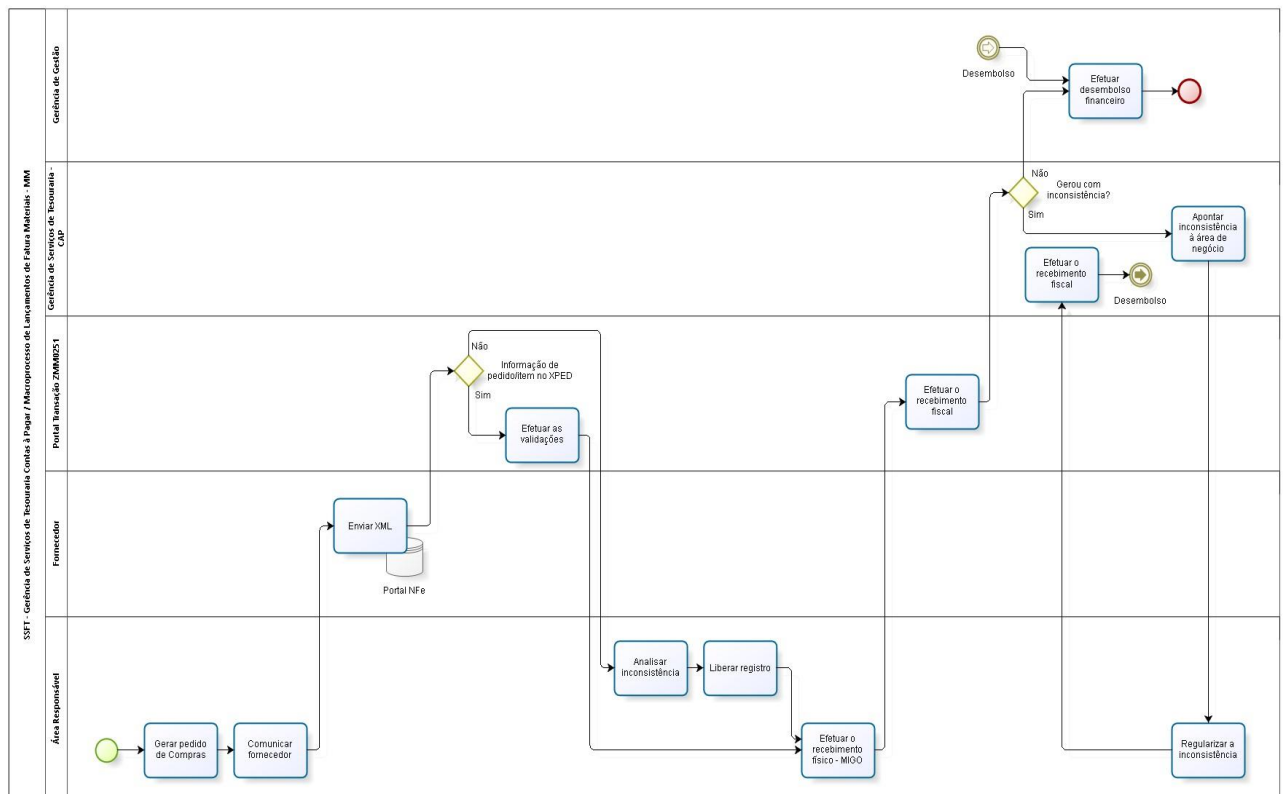 SSFT - Gerência de Serviços de Tesouraria Contas à Pagar / Macroprocesso de Lançamentos de Fatura Materiais - MM
Gerência de Gestão
Desembolso
Efetuar
desembolso
financeiro
Gerência de Serviços de Tesouraria -
CAP
Não
Gerou com
inconsistência?
Sim
Apontar
inconsistência
à área de
negócio
Efetuar o
recebimento
fiscal
Desembolso
Portal Transação ZMM0251
Não
Informação de
pedido/item no XPED
Sim
Efetuar as
validações
Efetuar o
recebimento
fiscal
Fornecedor
Enviar XML
Portal NFe
Área Responsável
Gerar pedido
de Compras
Comunicar
fornecedor
Analisar
inconsistência
Liberar registro
Efetuar o
recebimento
físico - MIGO
Regularizar a
inconsistência